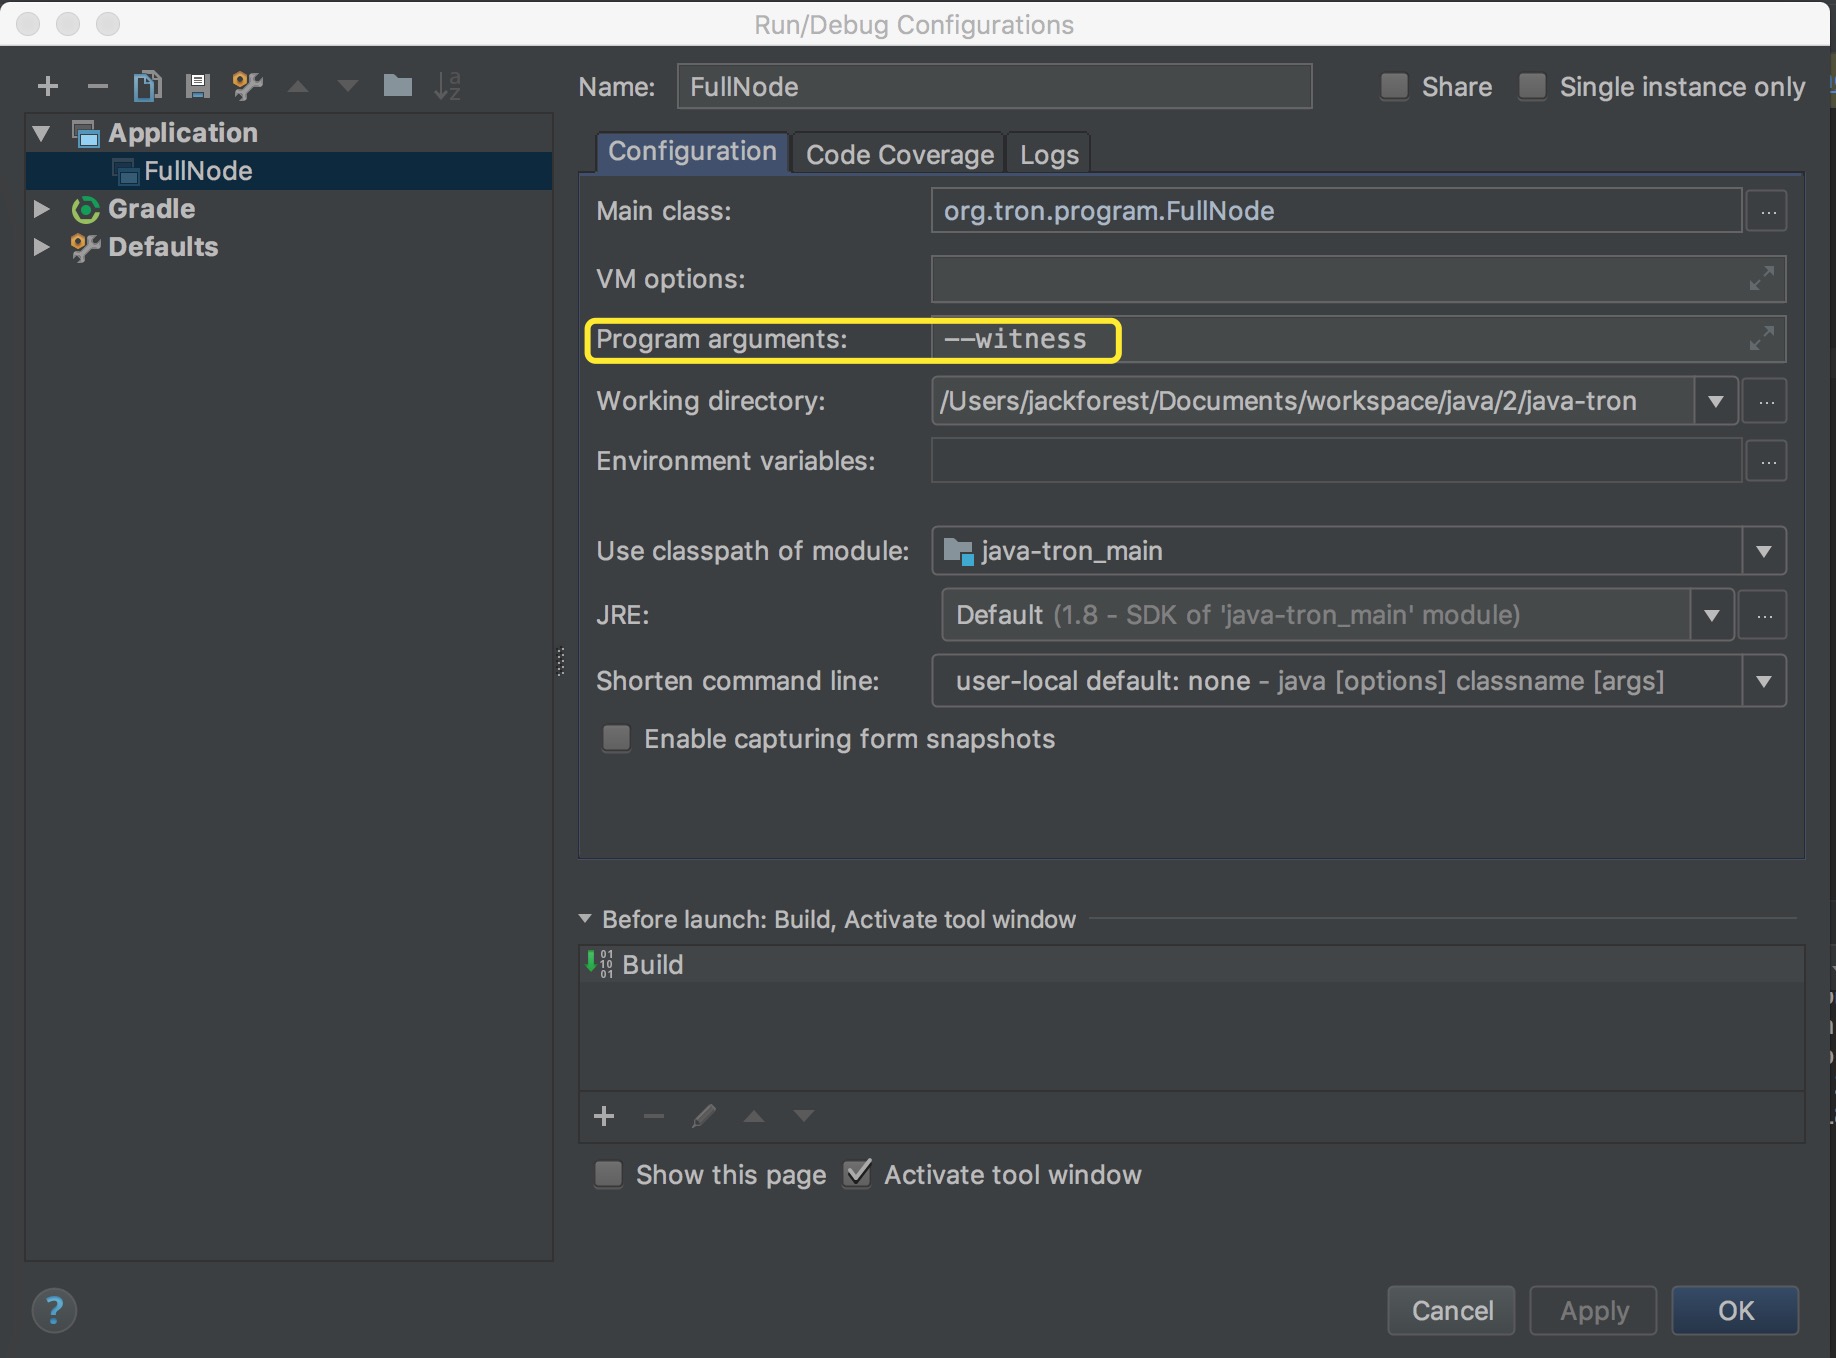 Run/Debug Configurations
Name: FullNode Share Single instance only
Application
FullNode
Gradle
Defaults
Configuration Code Coverage Logs
Main class: org.tron.program.FullNode ...
VM options:
Program arguments: --witness
Working directory: /Users/jackforest/Documents/workspace/java/2/java-tron ...
Environment variables: ...
Use classpath of module: java-tron_main
JRE: Default (1.8 - SDK of 'java-tron_main' module) ...
Shorten command line: user-local default: none - java [options] classname [args]
Enable capturing form snapshots
Before launch: Build, Activate tool window
Build
Show this page Activate tool window
? Cancel Apply OK